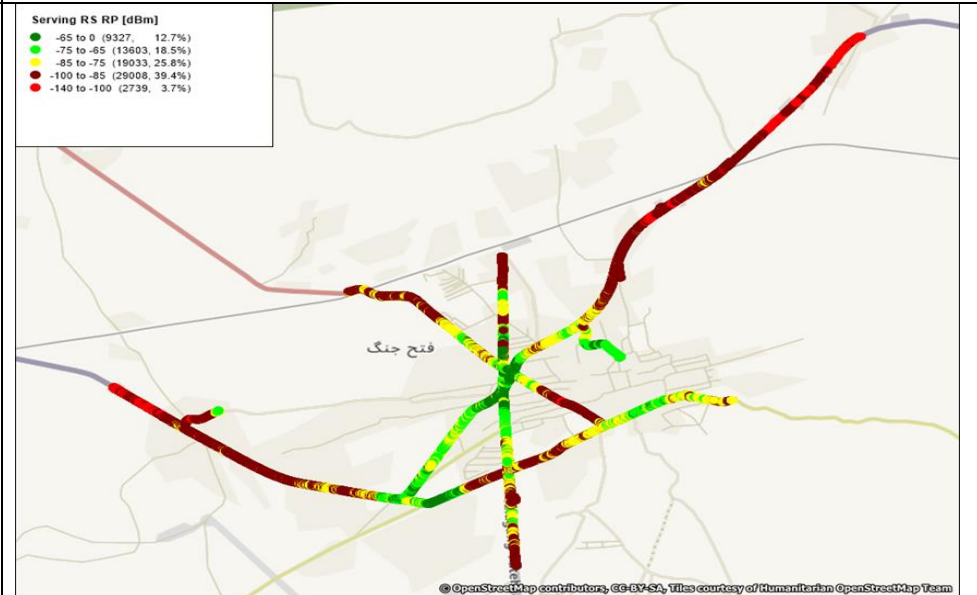 Serving RS RP [dBm]
-65 to 0 (9327, 12.7%)
-75 to -65 (13603, 18.5%)
-85 to -75 (19033, 25.8%)
-100 to -85 (29008, 39.4%)
-140 to -100 (2739, 3.7%)
فتح جنگ
© OpenStreetMap contributors, CC-BY-SA, Tiles courtesy of Humanitarian OpenStreetMap Team